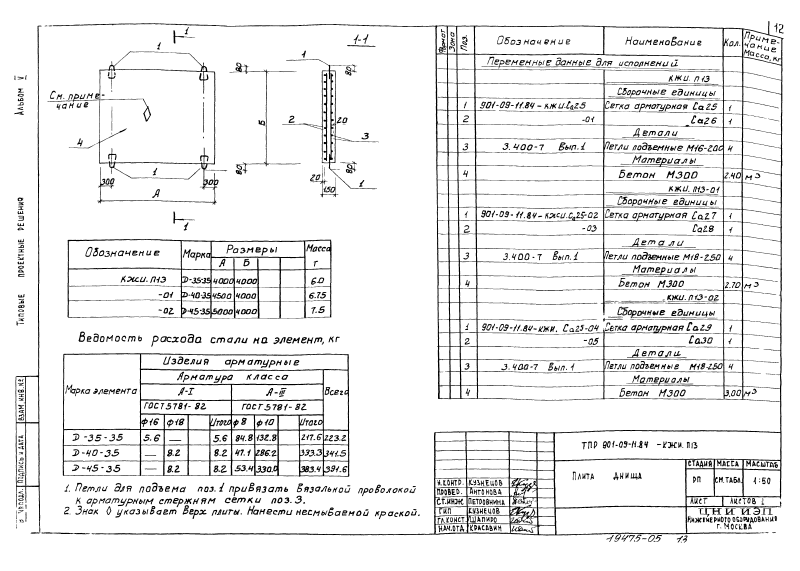 12
Альбом IV
Типовые проектные решения
Взам. инв. №
Подпись и дата
1
1
1
См. приме-
чание
4
80
80
300
300
А
Б
1
1-1
1
80
2
20
3
80
1
20
150
Обозначение Марка Размеры Масса
А Б т
КЖИ. П13 D-35-35 4000 4000 6.0
-01 D-40-35 4500 4000 6.75
-02 D-45-35 5000 4000 7.5
Ведомость расхода стали на элемент, кг
Марка элемента Изделия арматурные Всего
Арматура класса
А-I А-III
ГОСТ 5781-82 ГОСТ 5781-82
ф16 ф18 Итого ф8 ф10 Итого
D-35-35 5.6 — 5.6 84.8 132.8 217.6 223.2
D-40-35 — 8.2 8.2 47.1 286.2 333.3 341.5
D-45-35 — 8.2 8.2 53.4 330.0 383.4 391.6
1. Петли для подъема поз.1 привязать вязальной проволокой
к арматурным стержням сетки поз.3.
2. Знак ◊ указывает верх плиты. Нанести несмываемой краской.
Формат Зона Поз. Обозначение Наименование Кол. Приме-
чание
Масса, кг
Переменные данные для исполнений
КЖИ. П13
Сборочные единицы
1 901-09-11.84-КЖИ.Са25 Сетка арматурная Са25 1
2 -01 Са26 1
Детали
3 3.400-7 Вып.1 Петли подъемные М16-200 4
Материалы
4 Бетон М300 2.40 м3
КЖИ. П13-01
Сборочные единицы
1 901-09-11.84-КЖИ.Са25-02 Сетка арматурная Са27 1
2 -03 Са28 1
Детали
3 3.400-7 Вып.1 Петли подъемные М18-250 4
Материалы
4 Бетон М300 2.70 м3
КЖИ. П13-02
Сборочные единицы
1 901-09-11.84-КЖИ. Са25-04 Сетка арматурная Са29 1
2 -05 Са30 1
Детали
3 3.400-7 Вып.1 Петли подъемные М18-250 4
Материалы
4 Бетон М300 3,00 м3
ТПР 901-09-11.84 -КЖИ. П13
Плита днища
Стадия Масса Масштаб
РП См. табл. 1:50
Лист Листов 1
Н.контр. Кузнецов
Провер. Антонова
Ст.инж. Петровнина
ГИП Кузнецов
Гл.конст. Шапиро
Нач.отд. Красавин
ЦНИИЭП
Инженерного оборудования
г. Москва
19475-05 13